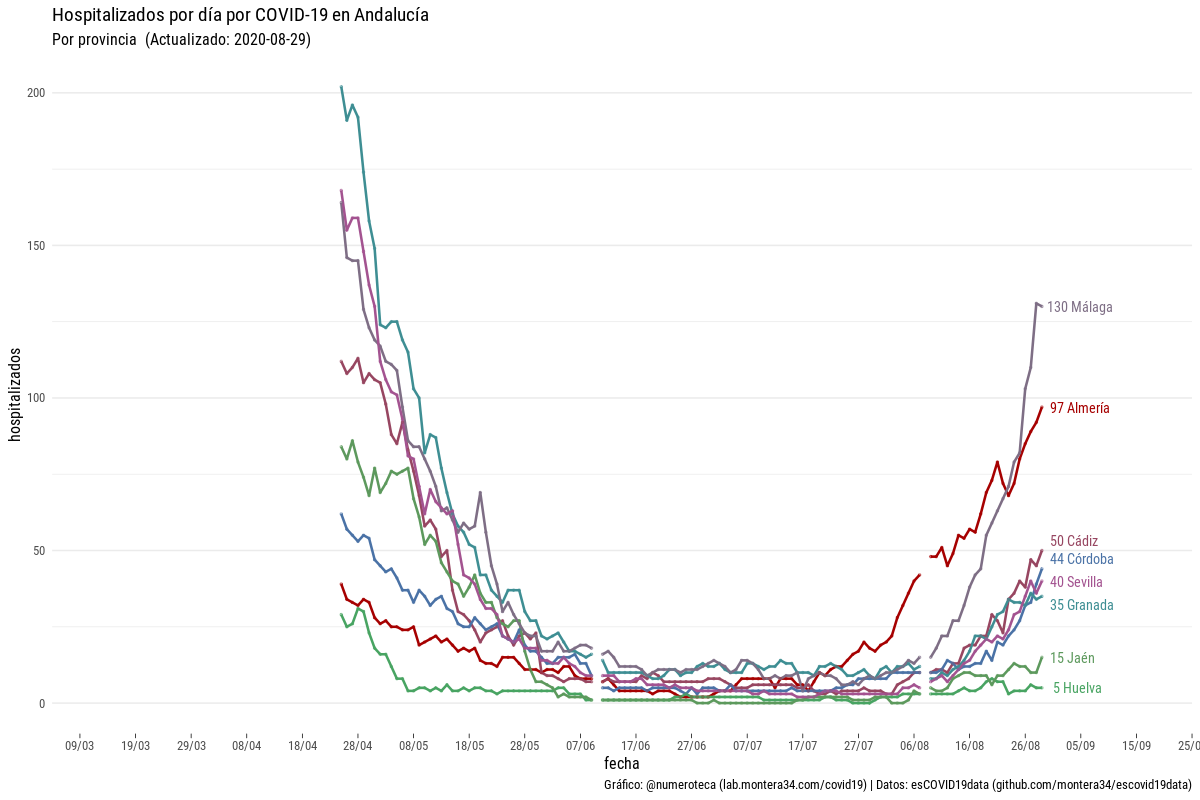 Hospitalizados por día por COVID-19 en Andalucía
Por provincia (Actualizado: 2020-08-29)
hospitalizados
200
150
100
50
0
130 Málaga
97 Almería
50 Cádiz
44 Córdoba
40 Sevilla
35 Granada
15 Jaén
5 Huelva
09/03 19/03 29/03 08/04 18/04 28/04 08/05 18/05 28/05 07/06 17/06 27/06 07/07 17/07 27/07 06/08 16/08 26/08 05/09 15/09 25/0
fecha
Gráfico: @numeroteca (lab.montera34.com/covid19) | Datos: esCOVID19data (github.com/montera34/escovid19data)